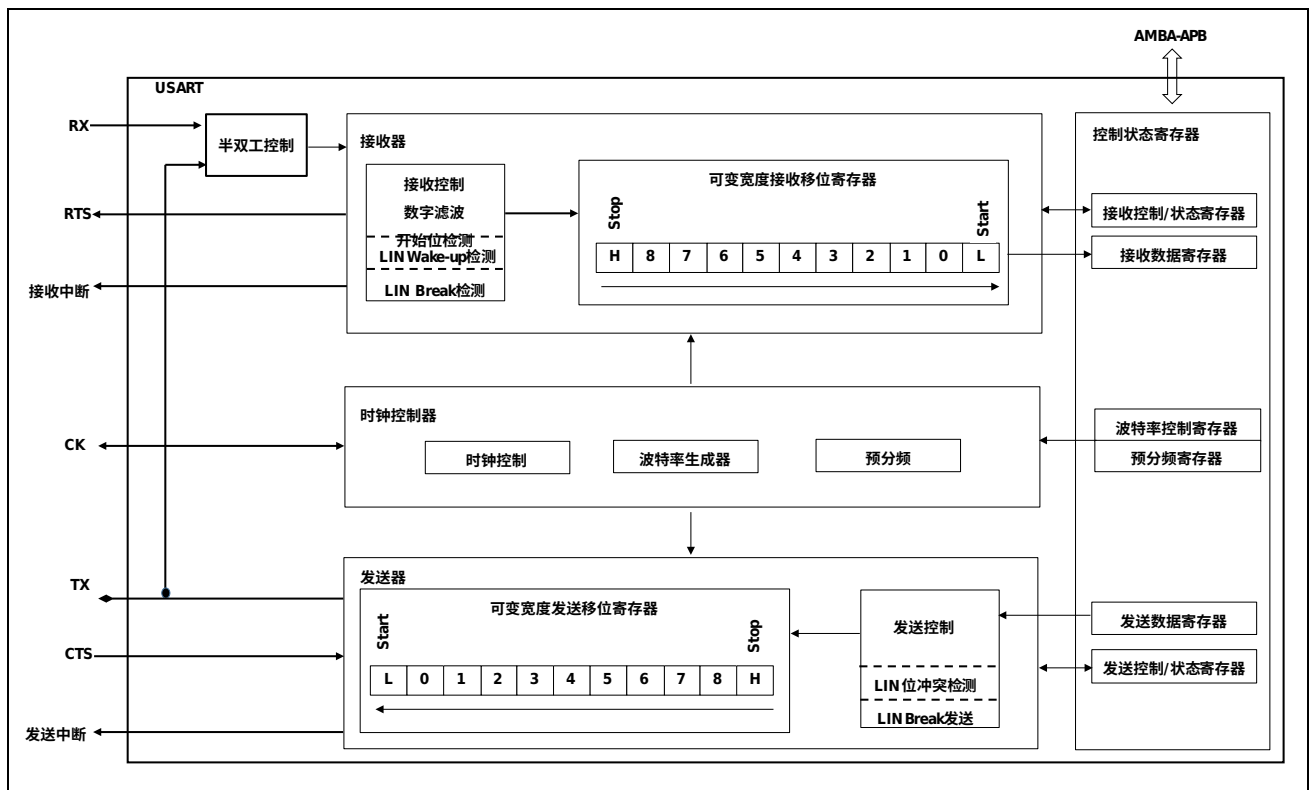 AMBA-APB
USART
RX
半双工控制
接收器
控制状态寄存器
接收控制
数字滤波
开始位检测
LIN Wake-up检测
LIN Break检测
可变宽度接收移位寄存器
Stop
Start
H 8 7 6 5 4 3 2 1 0 L
RTS
接收控制/状态寄存器
接收数据寄存器
接收中断
时钟控制器
CK
时钟控制
波特率生成器
预分频
波特率控制寄存器
预分频寄存器
发送器
TX
可变宽度发送移位寄存器
Start
Stop
L 0 1 2 3 4 5 6 7 8 H
发送控制
LIN位冲突检测
LINBreak发送
发送数据寄存器
CTS
发送控制/状态寄存器
发送中断